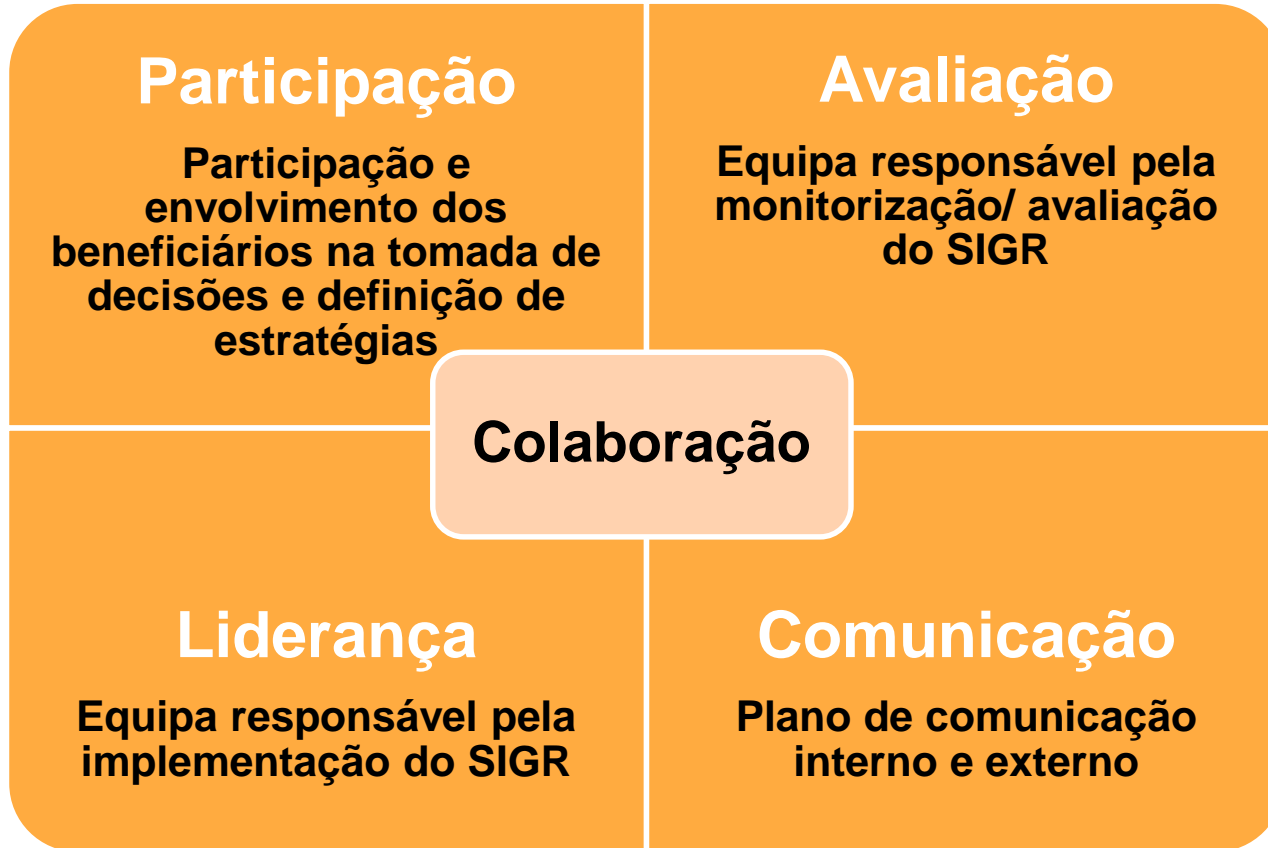 Participação
Participação e
envolvimento dos
beneficiários na tomada de
decisões e definição de
estratégias
Avaliação
Equipa responsável pela
monitorização/ avaliação
do SIGR
Colaboração
Liderança
Equipa responsável pela
implementação do SIGR
Comunicação
Plano de comunicação
interno e externo